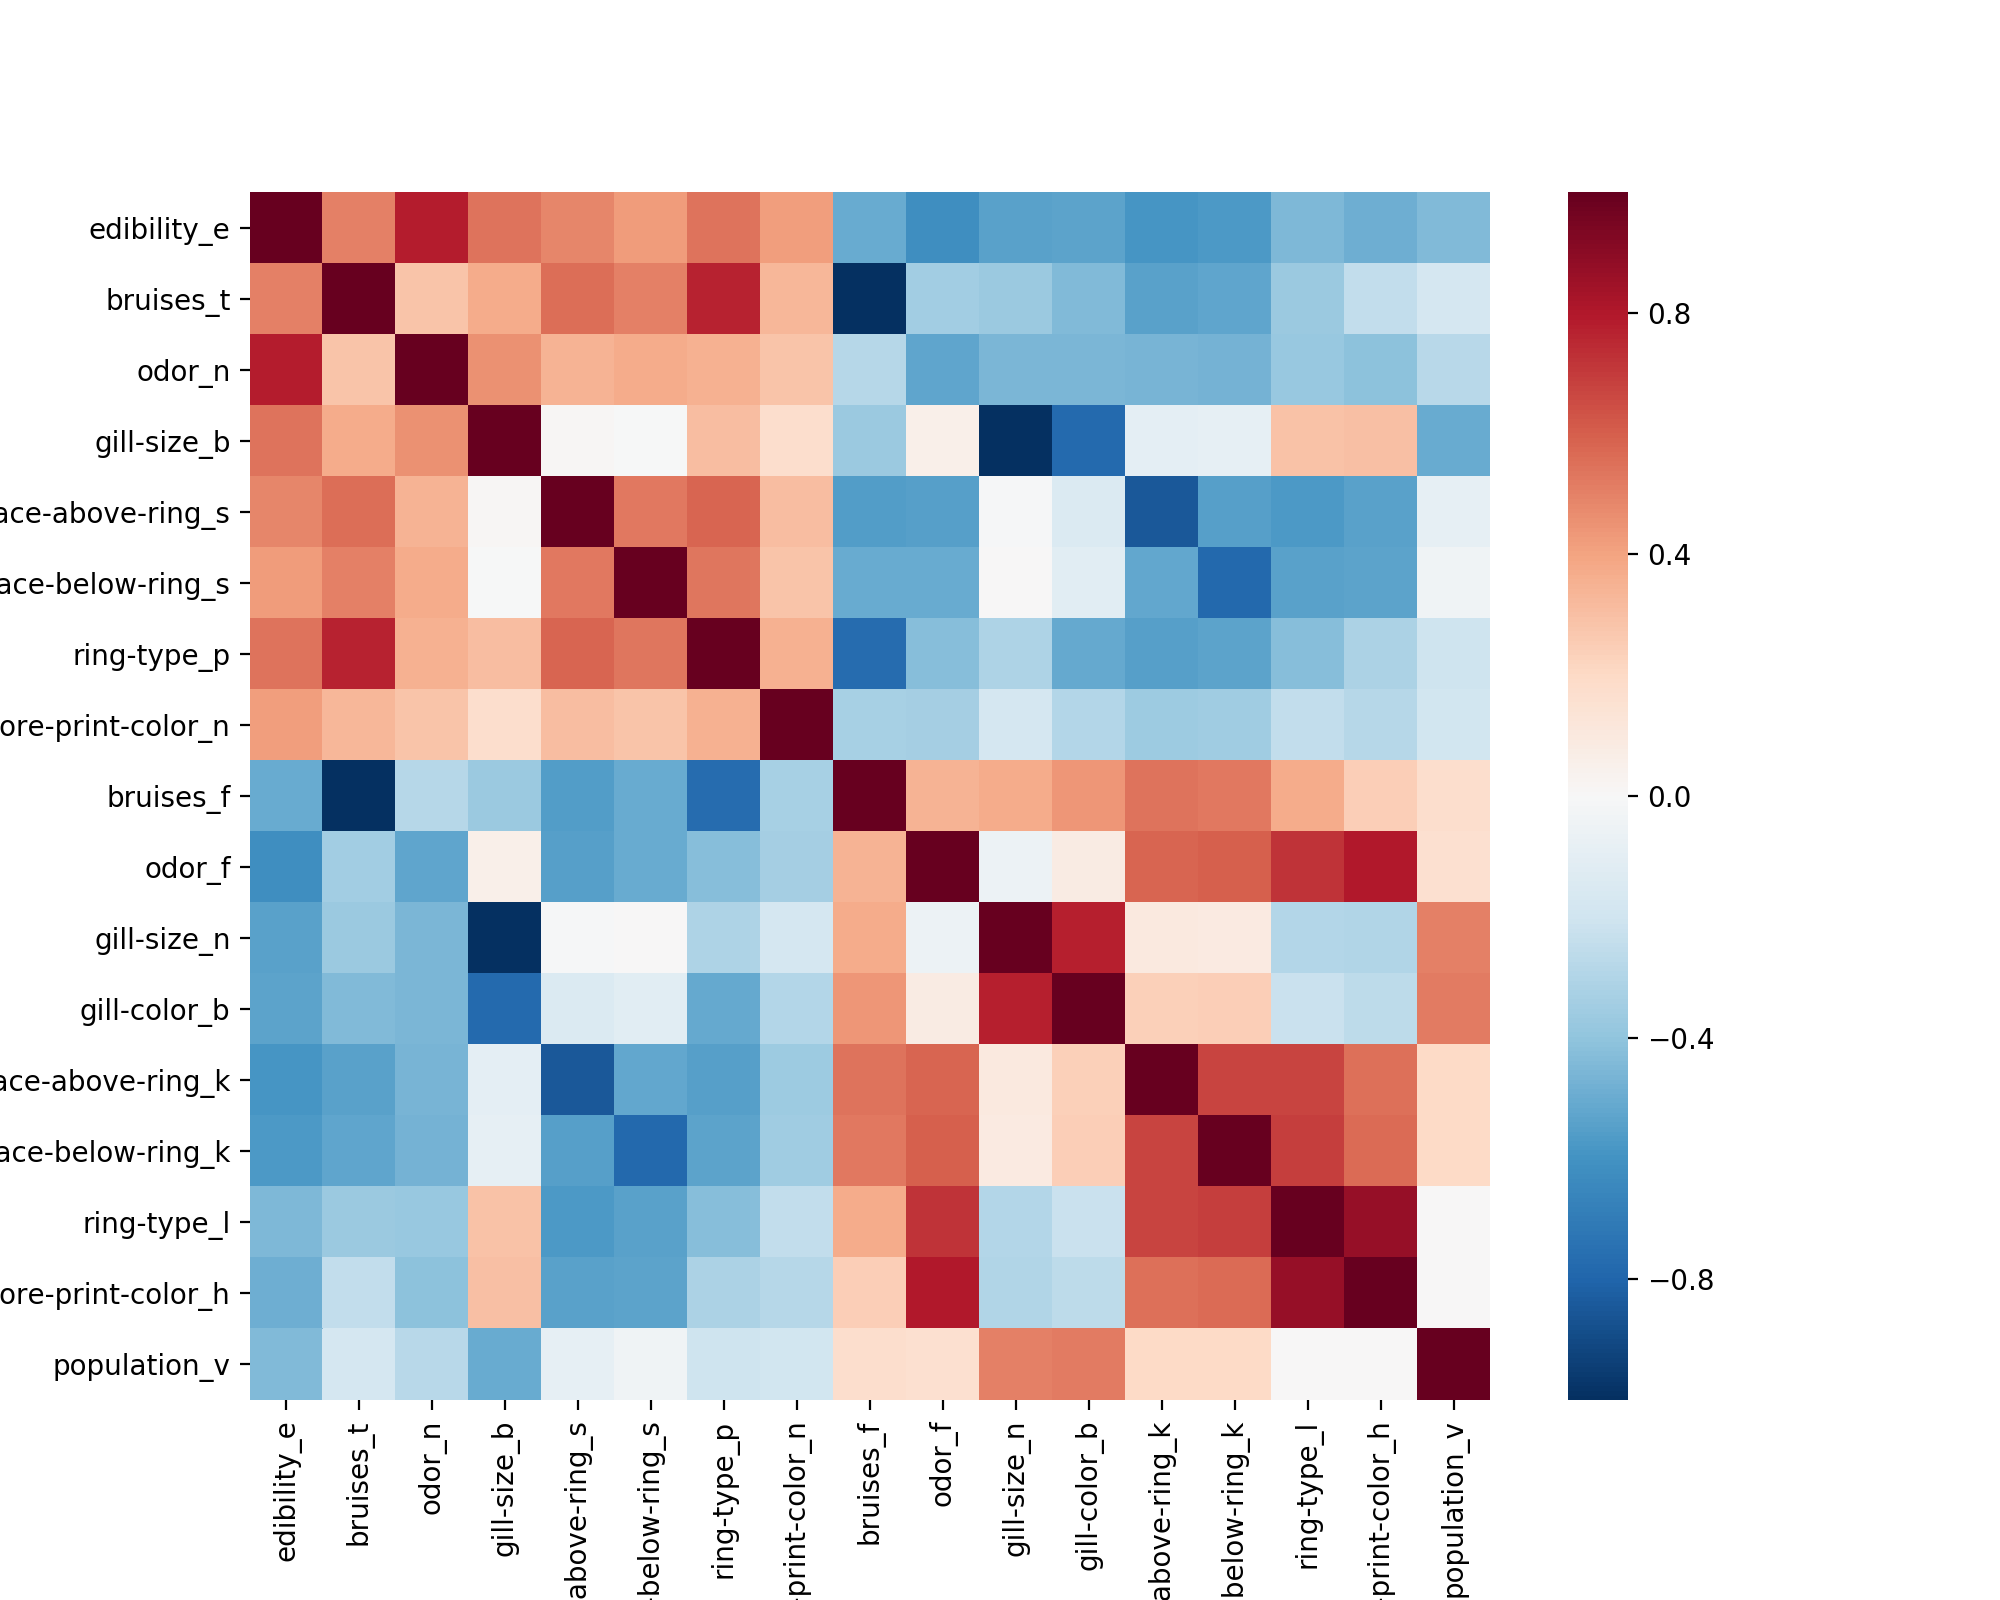 edibility_e
bruises_t
odor_n
gill-size_b
ace-above-ring_s
ace-below-ring_s
ring-type_p
ore-print-color_n
bruises_f
odor_f
gill-size_n
gill-color_b
ace-above-ring_k
ace-below-ring_k
ring-type_l
ore-print-color_h
population_v
edibility_e
bruises_t
odor_n
gill-size_b
above-ring_s
-below-ring_s
ring-type_p
-print-color_n
bruises_f
odor_f
gill-size_n
gill-color_b
above-ring_k
below-ring_k
ring-type_l
-print-color_h
population_v
0.8
0.4
0.0
−0.4
−0.8